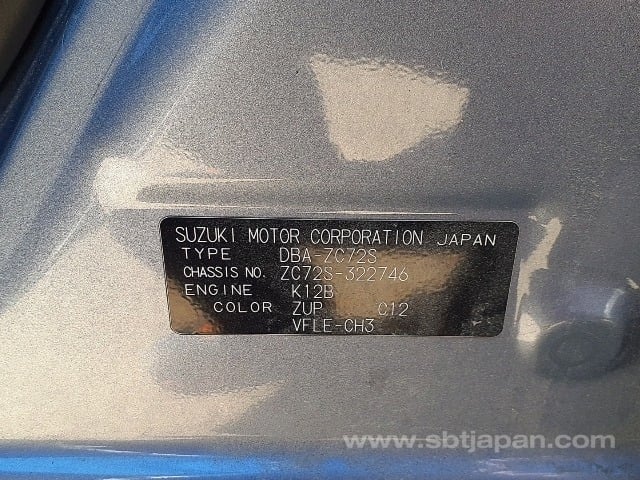 SUZUKI MOTOR CORPORATION JAPAN
TYPE DBA-ZC72S
CHASSIS NO. ZC72S-322746
ENGINE K12B
COLOR ZUP C12
VFLE-CH3
www.sbtjapan.com